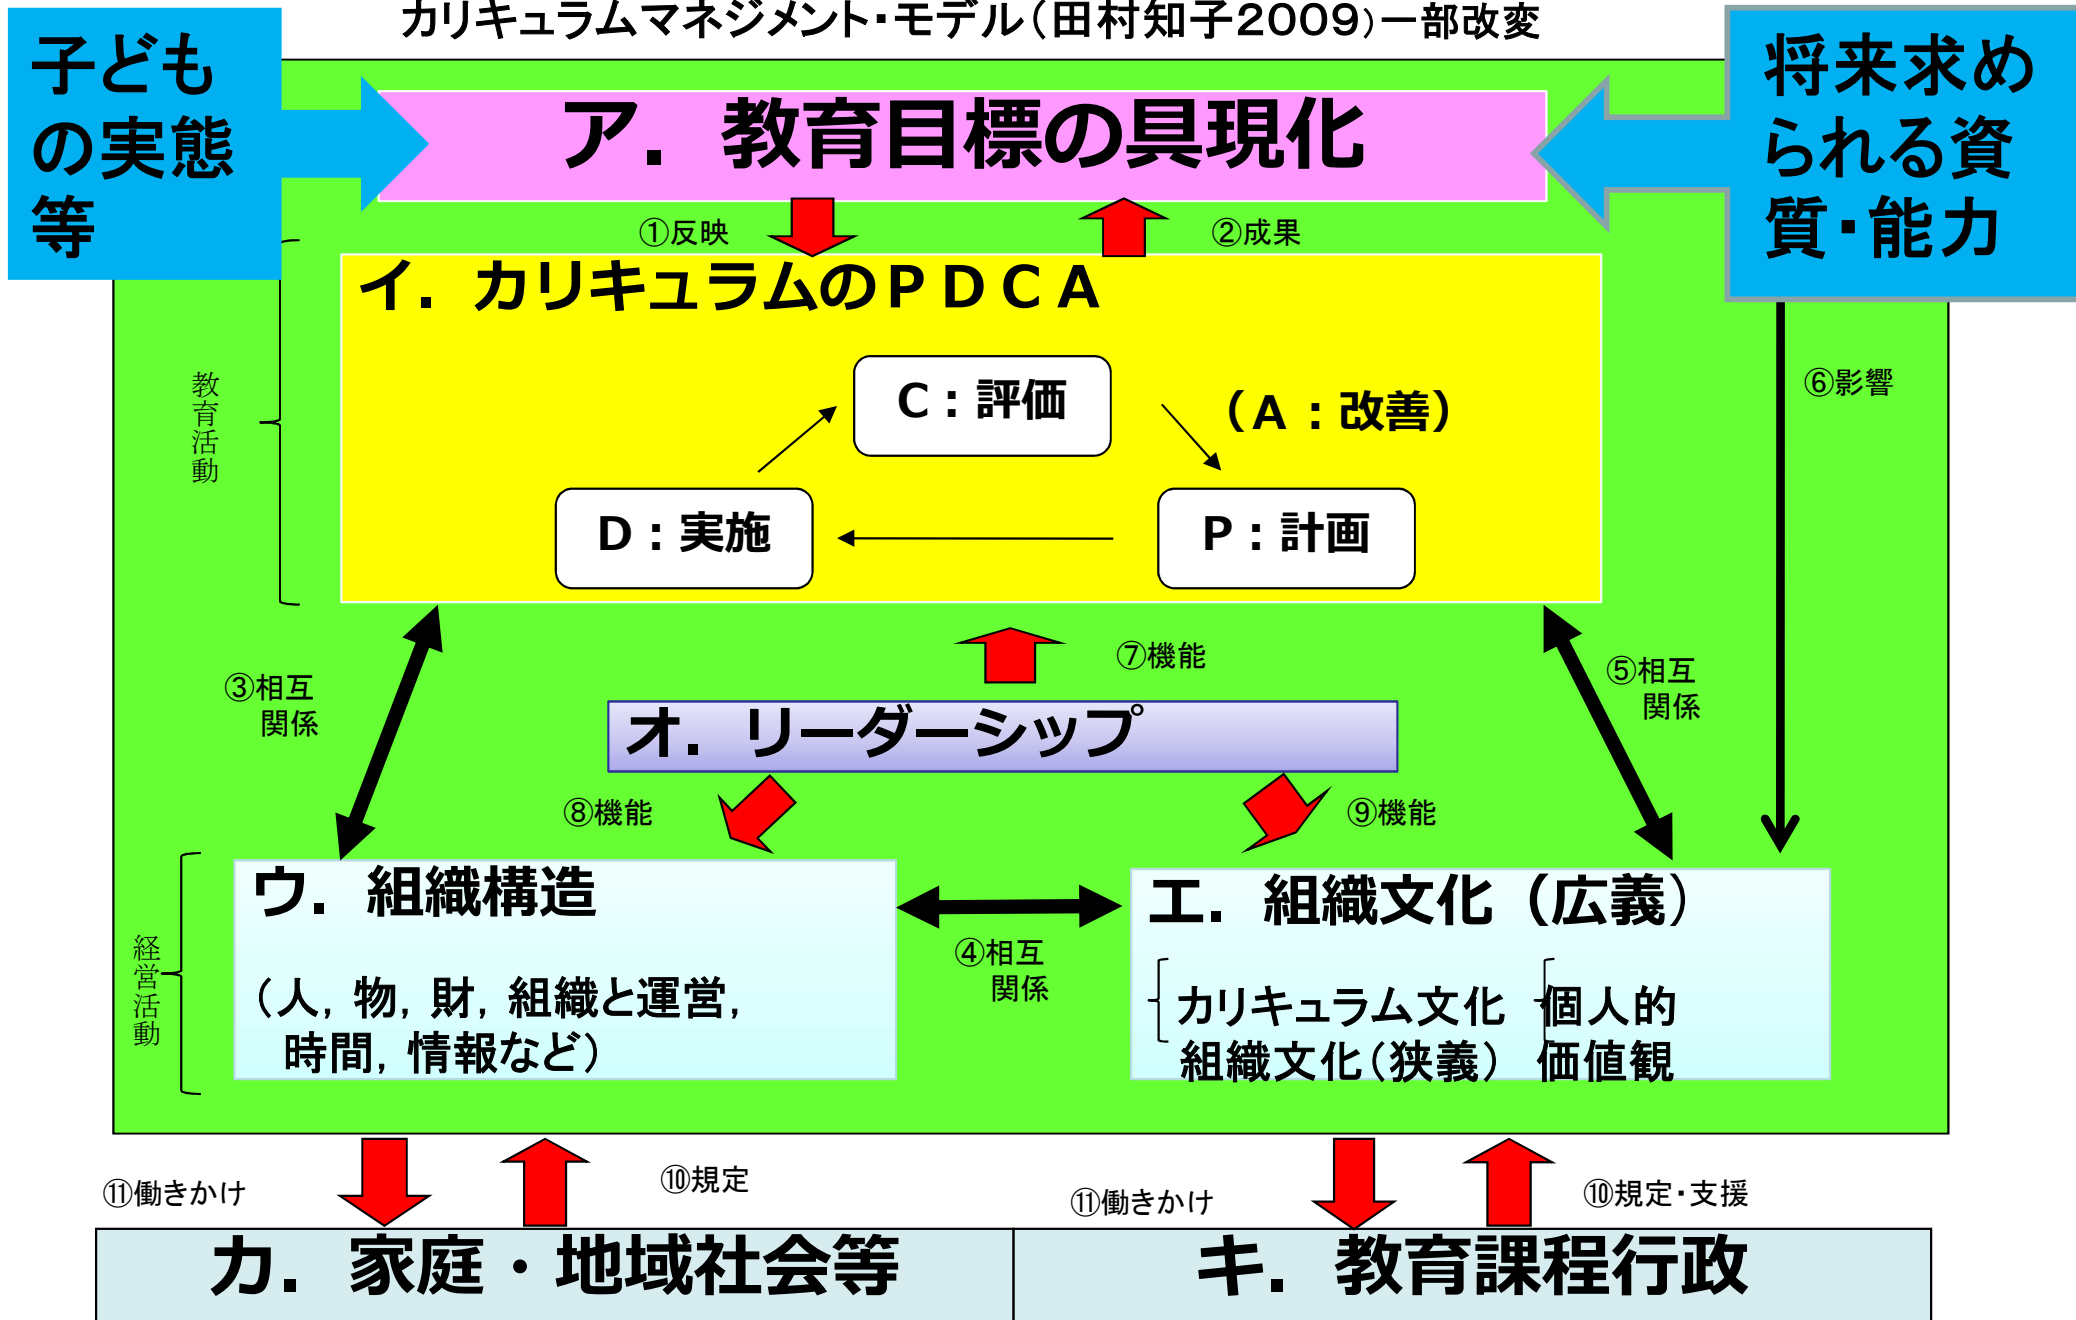 カリキュラムマネジメント・モデル（田村知子２００９）一部改変
子ども
の実態
等
将来求め
られる資
質・能力
ア．教育目標の具現化
①反映
②成果
イ．カリキュラムのＰＤＣＡ
教育活動
C：評価
（A：改善）
D：実施
P：計画
⑥影響
③相互
関係
⑦機能
⑤相互
関係
オ．リーダーシップ
⑧機能
⑨機能
経営活動
ウ．組織構造
（人，物，財，組織と運営，
時間，情報など）
④相互
関係
エ．組織文化（広義）
カリキュラム文化　個人的
組織文化（狭義）　価値観
⑪働きかけ
⑩規定
⑪働きかけ
⑩規定・支援
カ．家庭・地域社会等
キ．教育課程行政